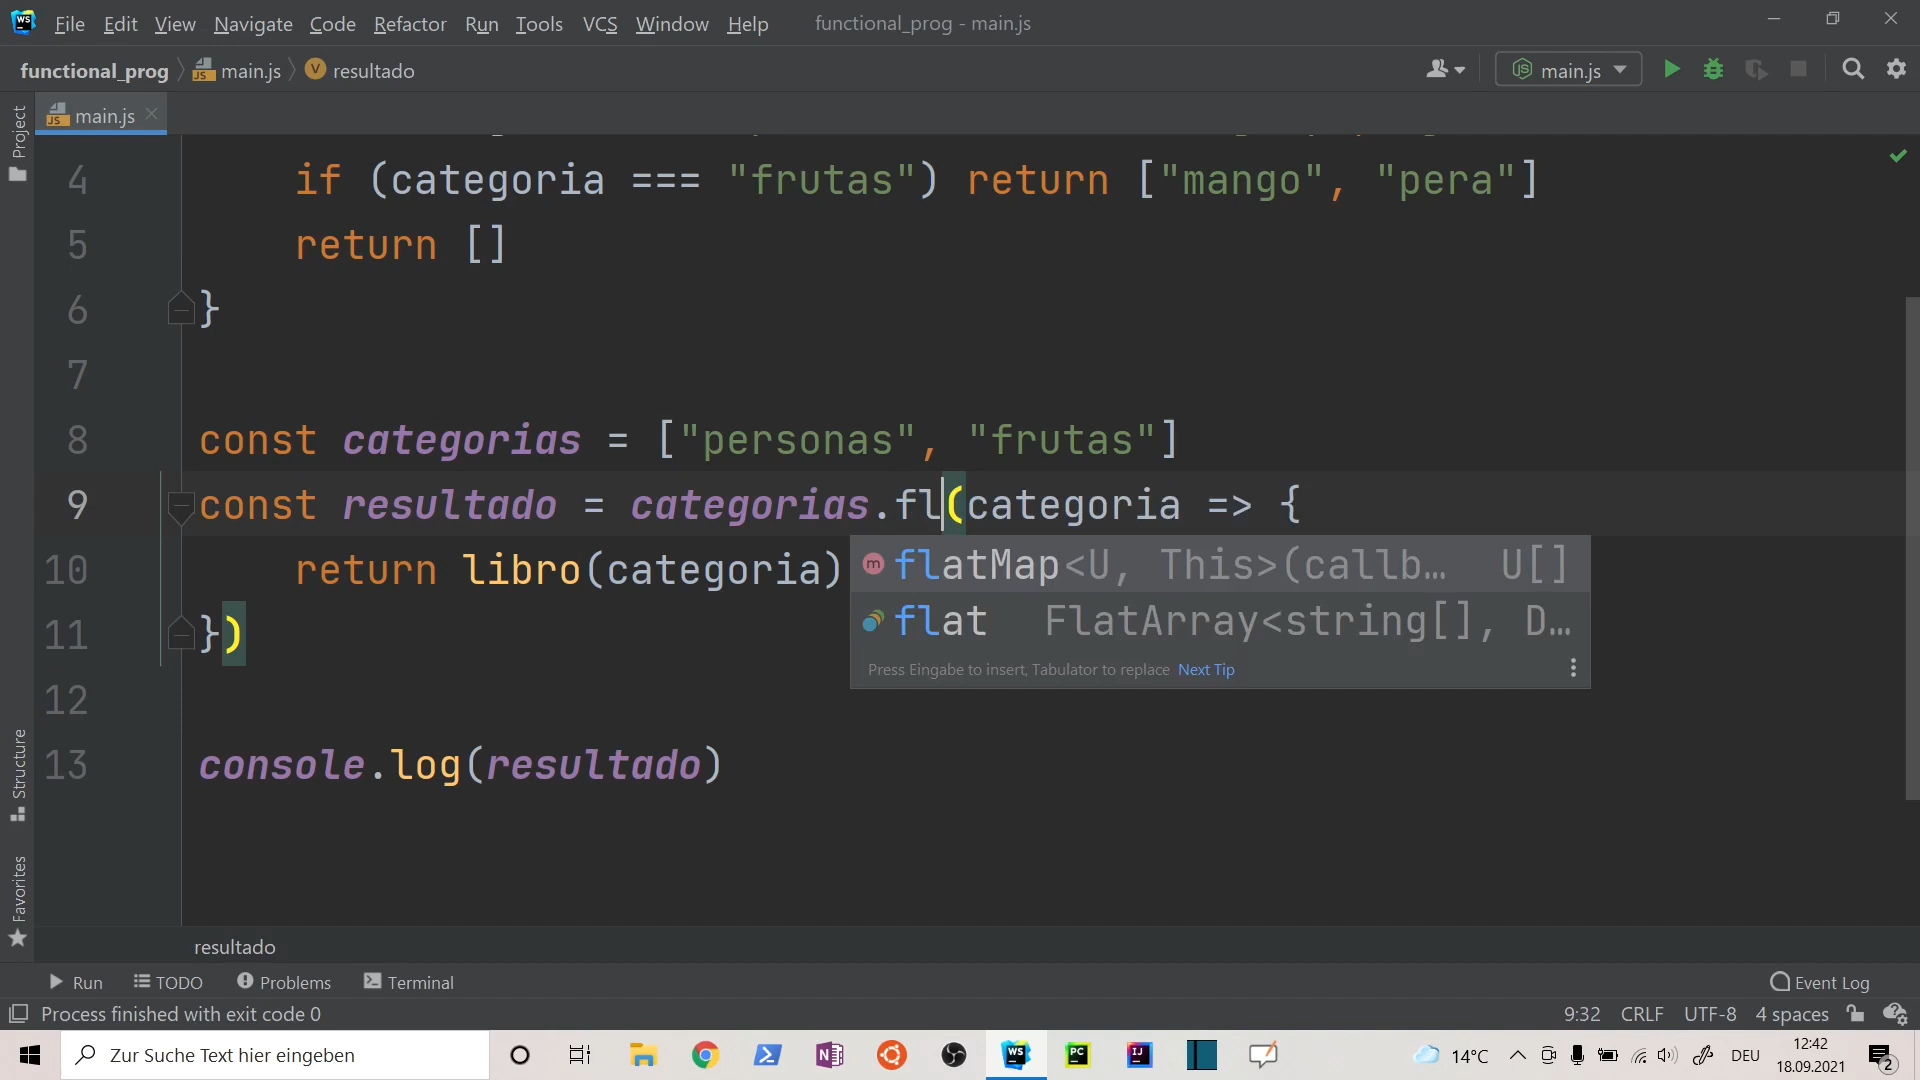 File Edit View Navigate Code Refactor Run Tools VCS Window Help functional_prog - main.js
functional_prog main.js resultado main.js
main.js
Project
4 if (categoria === "frutas") return ["mango", "pera"]
5 return []
6 }
7
8 const categorias = ["personas", "frutas"]
9 const resultado = categorias.fl(categoria => {
10 return libro(categoria)
flatMap<U, This>(callb… U[]
flat FlatArray<string[], D…
Press Eingabe to insert, Tabulator to replace Next Tip
11 })
12
13 console.log(resultado)
Structure
Favorites
resultado
Run TODO Problems Terminal Event Log
Process finished with exit code 0 9:32 CRLF UTF-8 4 spaces
Zur Suche Text hier eingeben 14°C DEU 12:42
18.09.2021 2